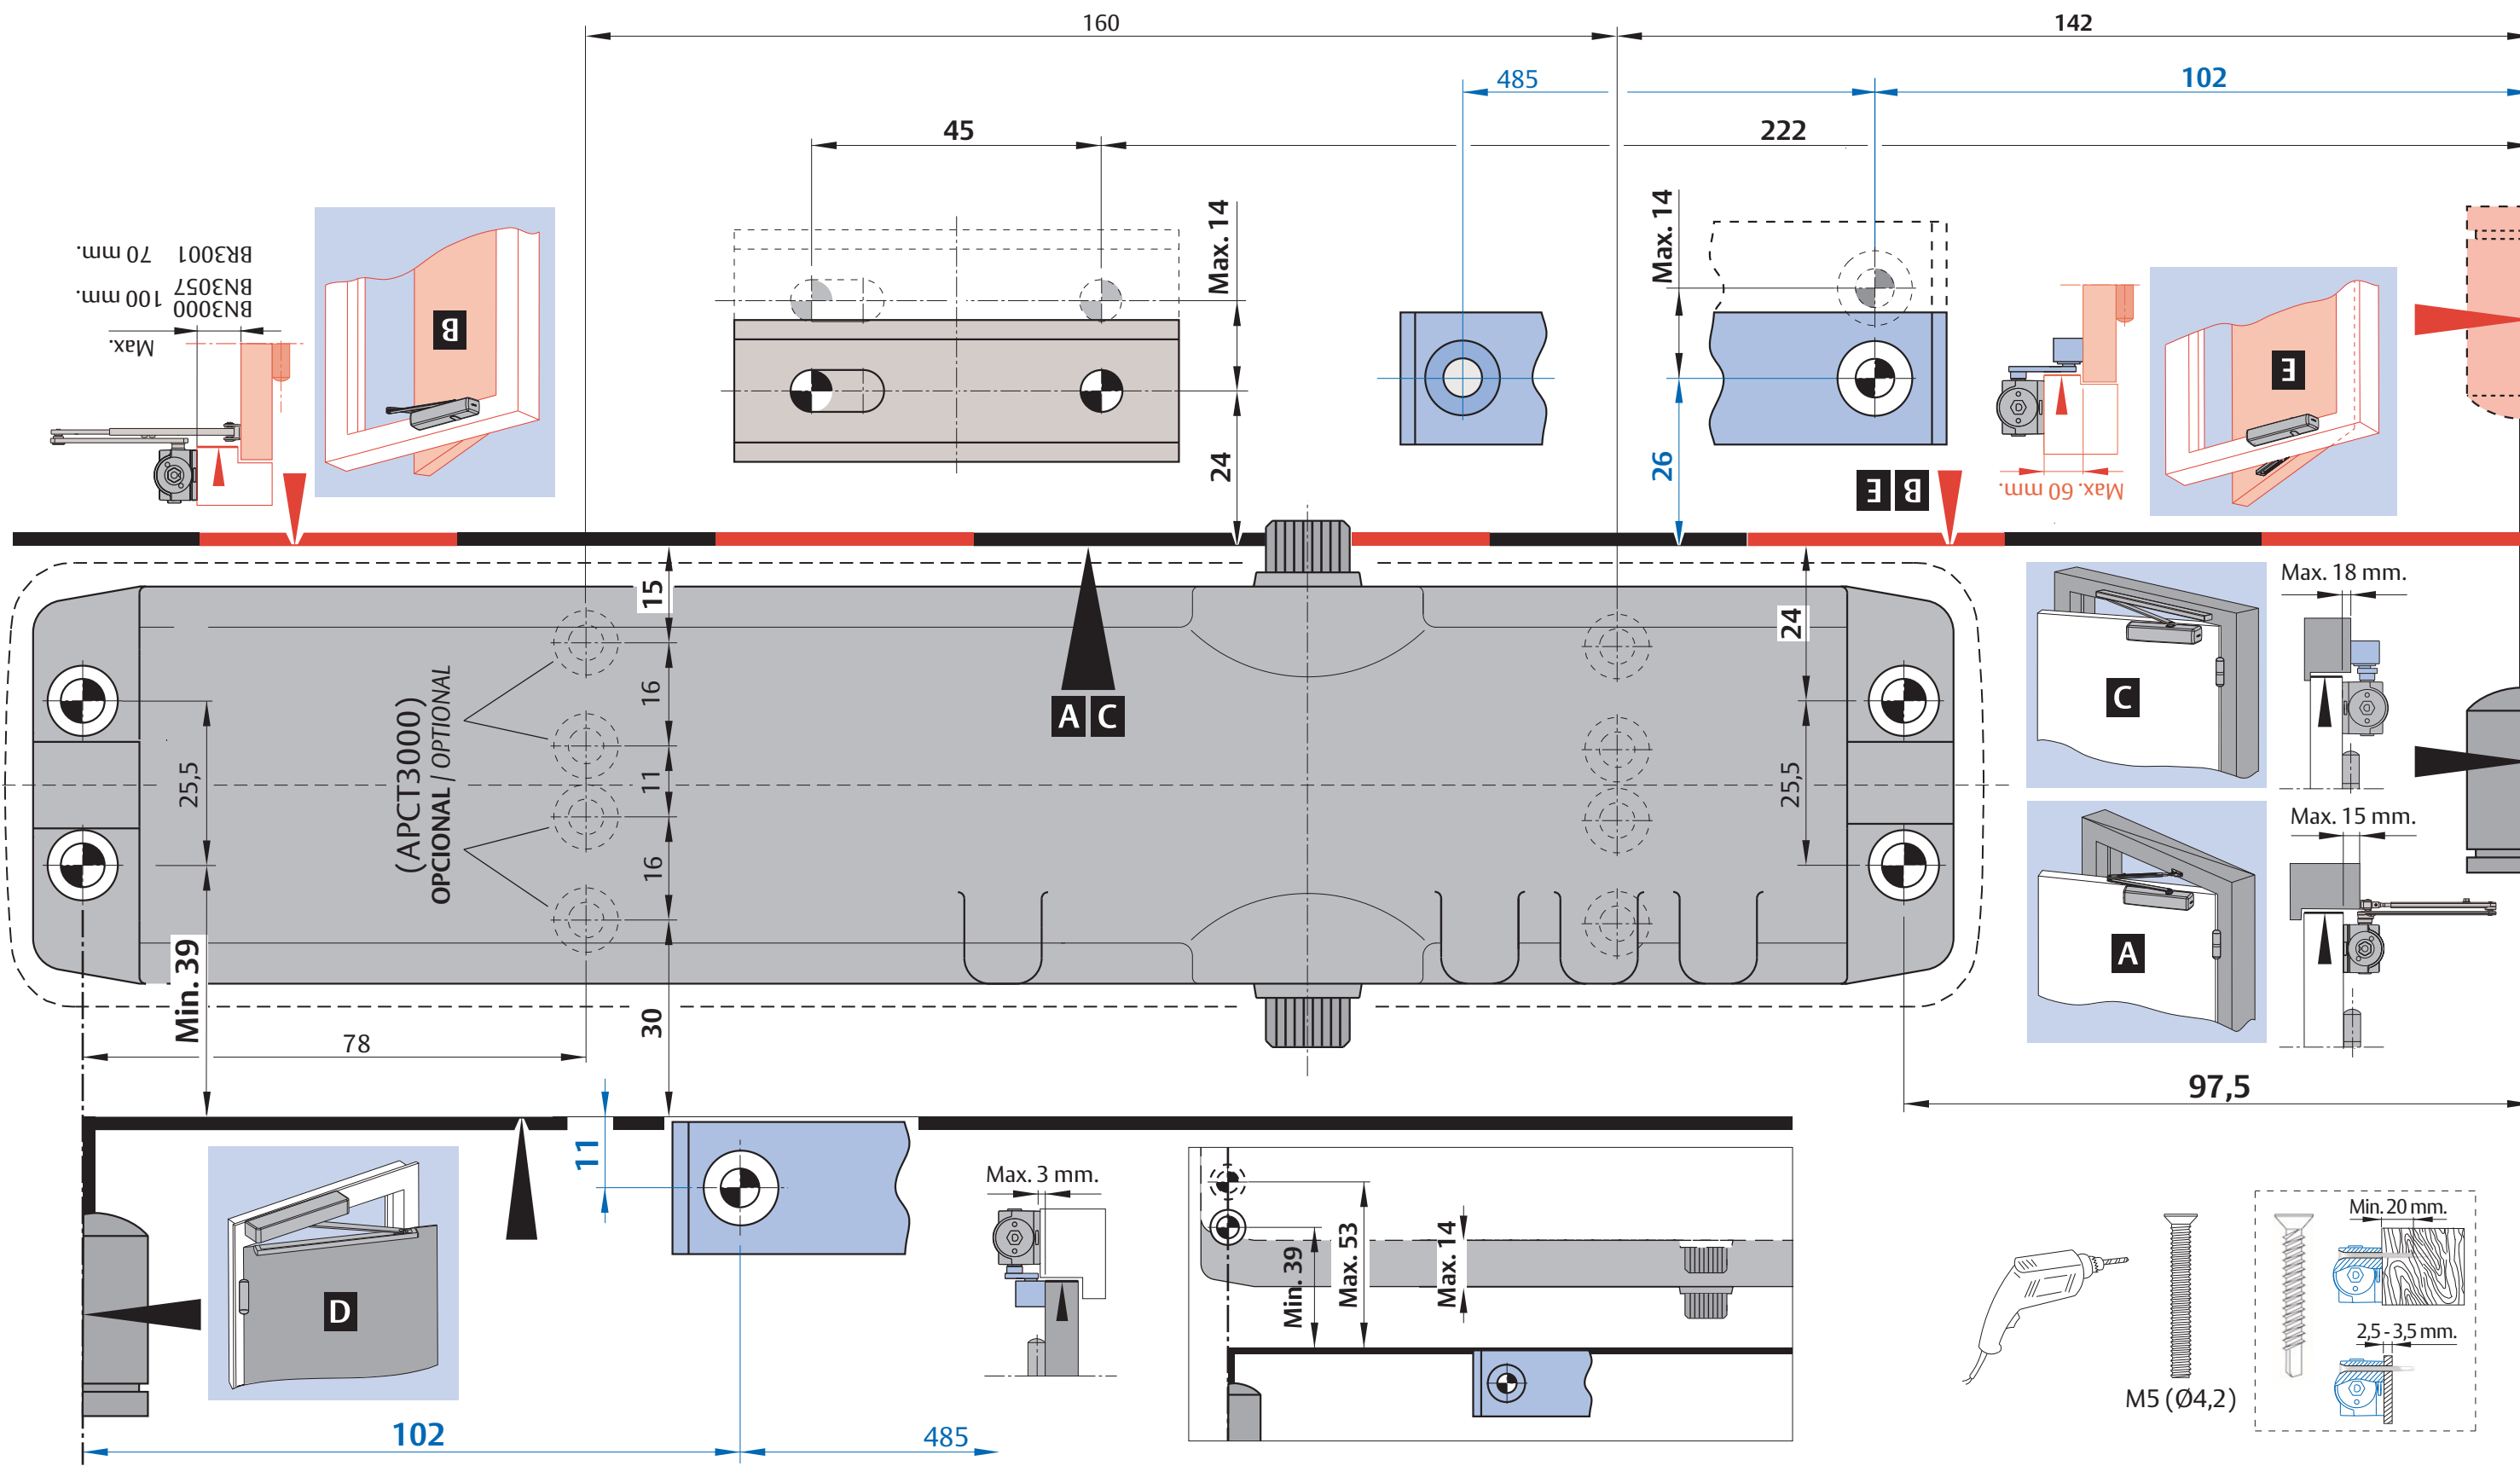 160
142
485
102
45
222
Max. 14
Max. 14
BR3001 70 mm.
BN3057
BN3000 100 mm.
Max.
B
E
24
26
Max. 60 mm.
E B
15
24
Max. 18 mm.
C
16
A C
(APCT3000)
OPCIONAL / OPTIONAL
25,5
11
25,5
Max. 15 mm.
16
A
Min. 39
30
78
97,5
11
Max. 3 mm.
D
Min. 39
Max. 53
Max. 14
Min. 20 mm.
2,5 - 3,5 mm.
M5 (Ø4,2)
102
485